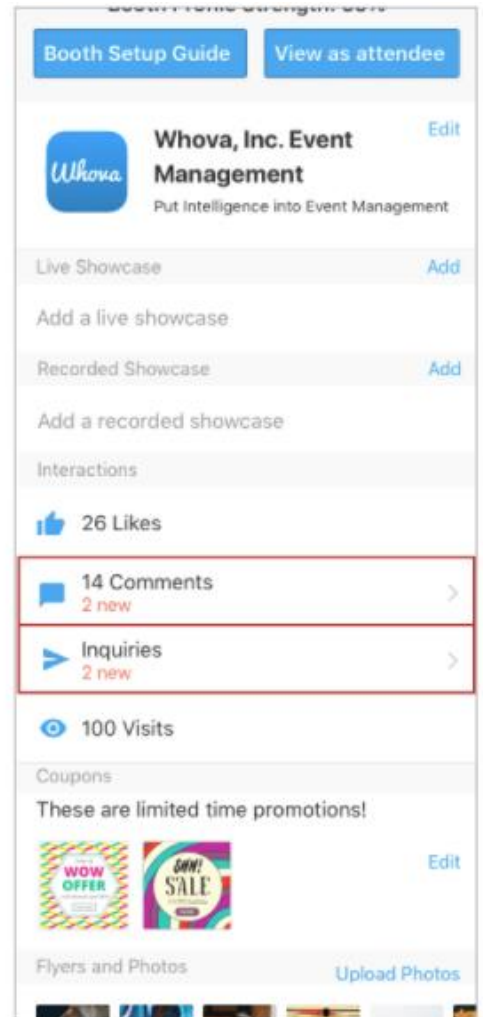 Booth Setup Guide
View as attendee
Whova
Whova, Inc. Event
Management
Edit
Put Intelligence into Event Management
Live Showcase
Add
Add a live showcase
Recorded Showcase
Add
Add a recorded showcase
Interactions
26 Likes
14 Comments
2 new
Inquiries
2 new
100 Visits
Coupons
These are limited time promotions!
WOW
OFFER
SALE
Edit
Flyers and Photos
Upload Photos